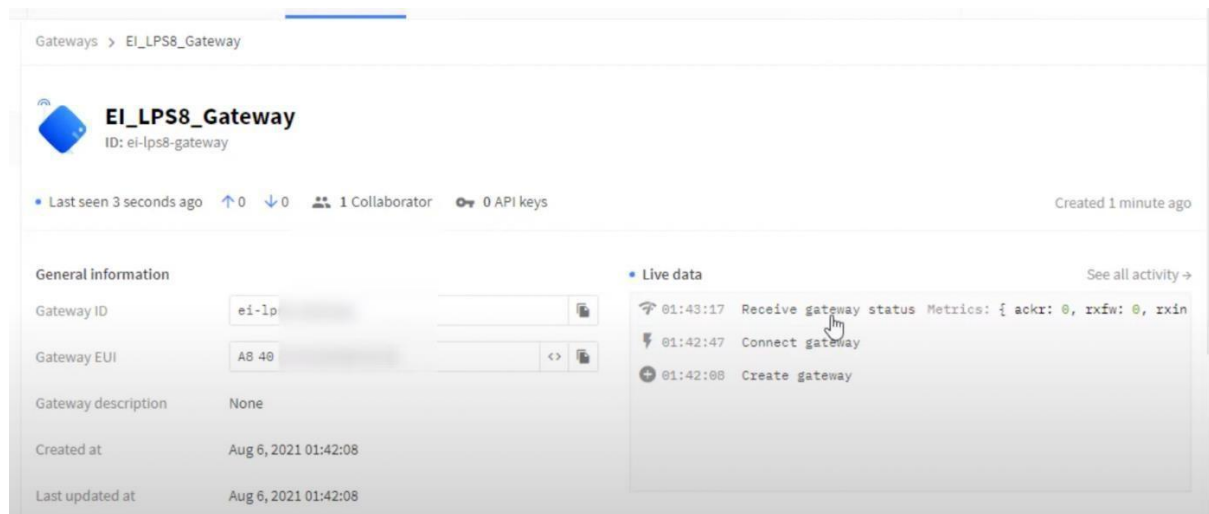 Gateways > EI_LPS8_Gateway
EI_LPS8_Gateway
ID: ei-lps8-gateway
Last seen 3 seconds ago ↑0 ↓0 1 Collaborator 0 API keys
Created 1 minute ago
General information
Gateway ID ei-lp
Gateway EUI A8 40 <>
Gateway description None
Created at Aug 6, 2021 01:42:08
Last updated at Aug 6, 2021 01:42:08
Live data
See all activity →
01:43:17 Receive gateway status Metrics: { ackr: 0, rxfw: 0, rxin
01:42:47 Connect gateway
01:42:08 Create gateway